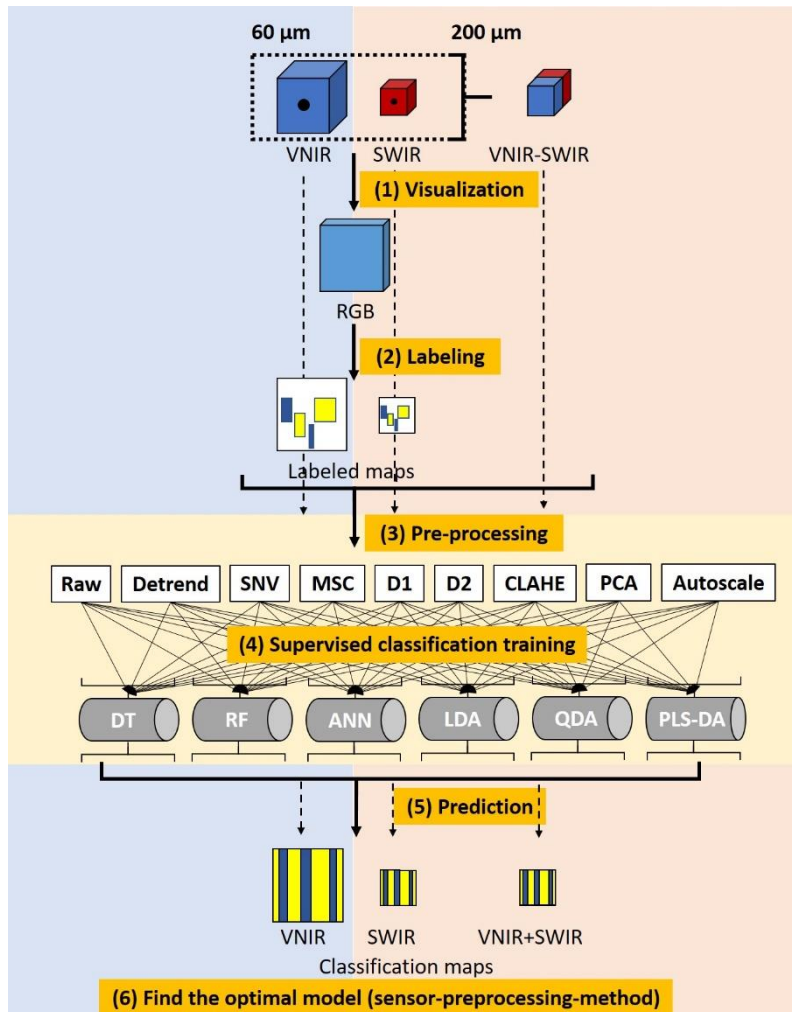 60 µm
200 µm
VNIR
SWIR
VNIR-SWIR
(1) Visualization
RGB
(2) Labeling
Labeled maps
(3) Pre-processing
Raw
Detrend
SNV
MSC
D1
D2
CLAHE
PCA
Autoscale
(4) Supervised classification training
DT
RF
ANN
LDA
QDA
PLS-DA
(5) Prediction
VNIR
SWIR
VNIR+SWIR
Classification maps
(6) Find the optimal model (sensor-preprocessing-method)